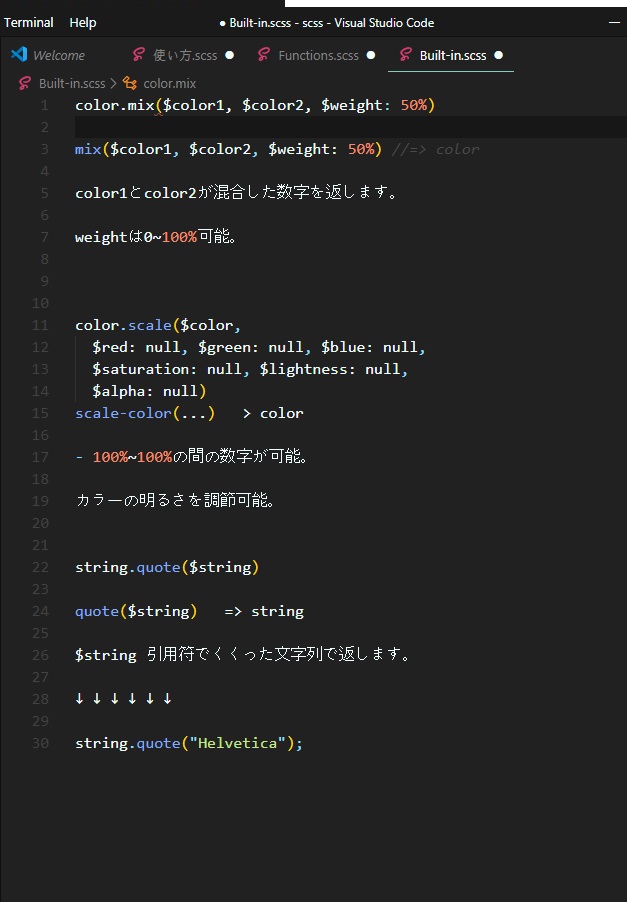 Terminal Help ● Built-in.scss - scss - Visual Studio Code
Welcome 使い方.scss ● Functions.scss ● Built-in.scss ●
Built-in.scss > color.mix
1 color.mix($color1, $color2, $weight: 50%)
2
3 mix($color1, $color2, $weight: 50%) //=> color
4
5 color1とcolor2が混合した数字を返します。
6
7 weightは0~100%可能。
8
9
10
11 color.scale($color,
12 $red: null, $green: null, $blue: null,
13 $saturation: null, $lightness: null,
14 $alpha: null)
15 scale-color(...) > color
16
17 - 100%~100%の間の数字が可能。
18
19 カラーの明るさを調節可能。
20
21
22 string.quote($string)
23
24 quote($string) => string
25
26 $string 引用符でくくった文字列で返します。
27
28 ↓ ↓ ↓ ↓ ↓ ↓
29
30 string.quote("Helvetica");